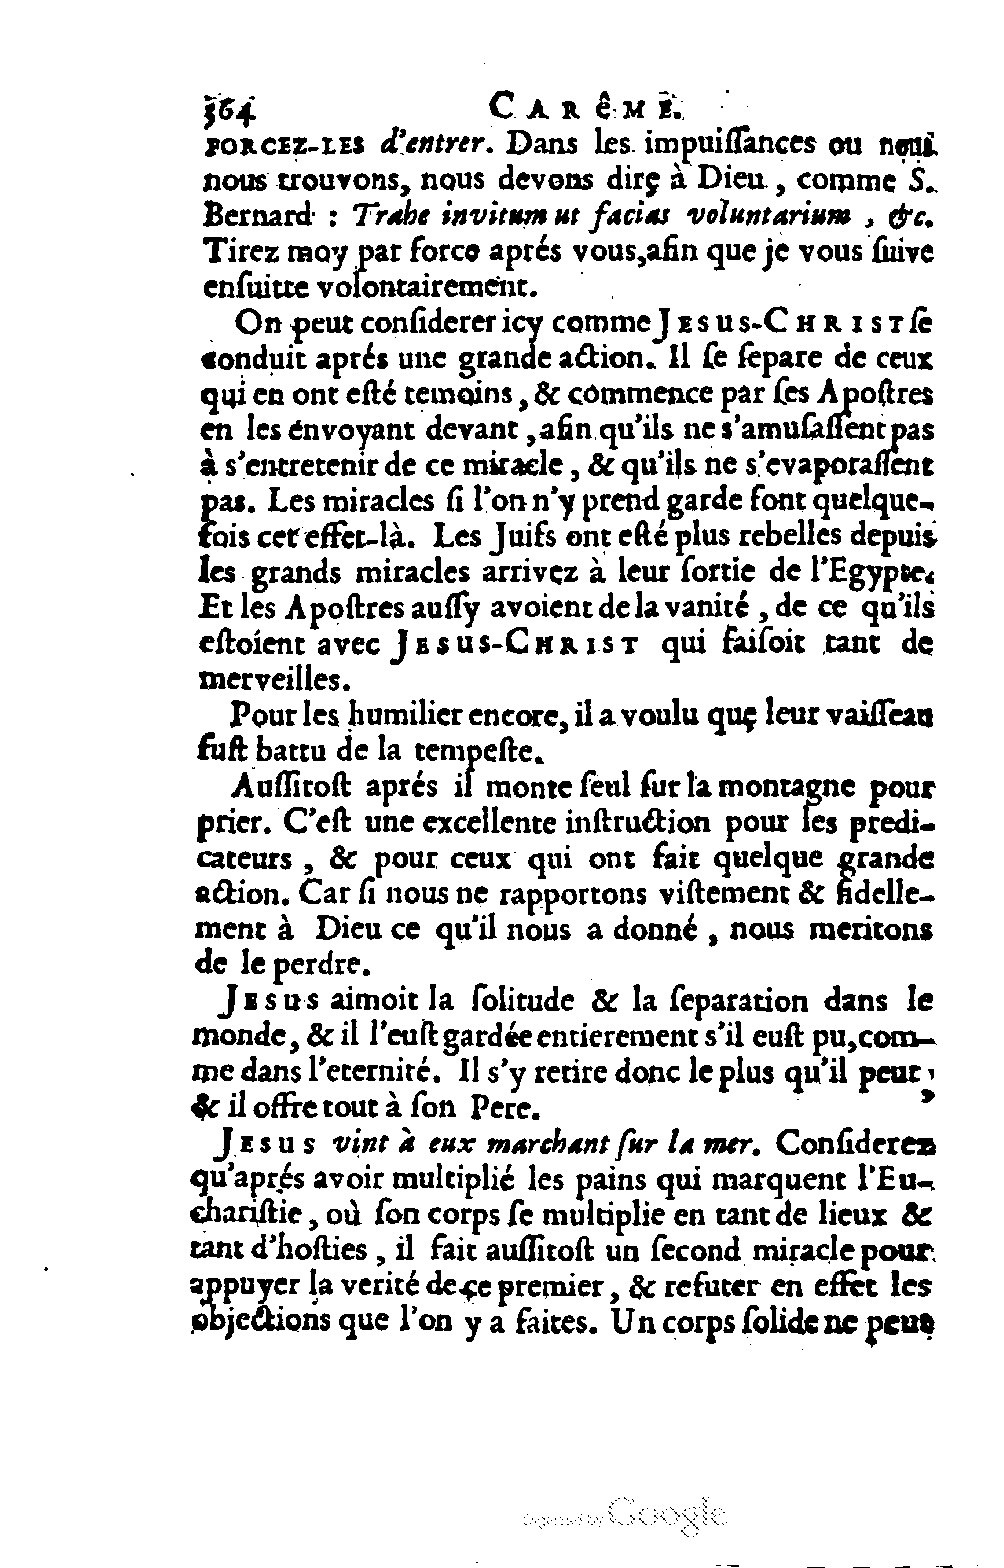 364 CARêME.
FORCEZ-LES d'entrer. Dans les impuiſſances ou nous
nous trouvons, nous devons dire à Dieu, comme S.
Bernard : Trahe invitum ut facias voluntarium, &c.
Tirez moy par force aprés vous,afin que je vous ſuive
enſuitte volontairement.
On peut conſiderer icy comme JESUS-CHRIST ſe
conduit aprés une grande action. Il ſe ſepare de ceux
qui en ont eſté temoins, & commence par ſes Apoſtres
en les envoyant devant, afin qu'ils ne s'amuſaſſent pas
à s'entretenir de ce miracle, & qu'ils ne s'evaporaſſent
pas. Les miracles ſi l'on n'y prend garde font quelque-
fois cet effet-là. Les Juifs ont eſté plus rebelles depuis
les grands miracles arrivez à leur ſortie de l'Egypte.
Et les Apoſtres auſſy avoient de la vanité, de ce qu'ils
eſtoient avec JESUS-CHRIST qui faiſoit tant de
merveilles.
Pour les humilier encore, il a voulu que leur vaiſſeau
fuſt battu de la tempeſte.
Auſſitoſt aprés il monte ſeul ſur la montagne pour
prier. C'eſt une excellente inſtruction pour les predi-
cateurs, & pour ceux qui ont fait quelque grande
action. Car ſi nous ne rapportons viſtement & fidelle-
ment à Dieu ce qu'il nous a donné, nous meritons
de le perdre.
JESUS aimoit la ſolitude & la ſeparation dans le
monde, & il l'euſt gardée entierement s'il euſt pu,com-
me dans l'eternité. Il s'y retire donc le plus qu'il peut,
& il offre tout à ſon Pere.
JESUS vint à eux marchant ſur la mer. Conſiderez
qu'aprés avoir multiplié les pains qui marquent l'Eu-
chariſtie, où ſon corps ſe multiplie en tant de lieux &
tant d'hoſties, il fait auſſitoſt un ſecond miracle pour
appuyer la verité de ce premier, & refuter en effet les
objections que l'on y a faites. Un corps ſolide ne peut
Digitized by Google